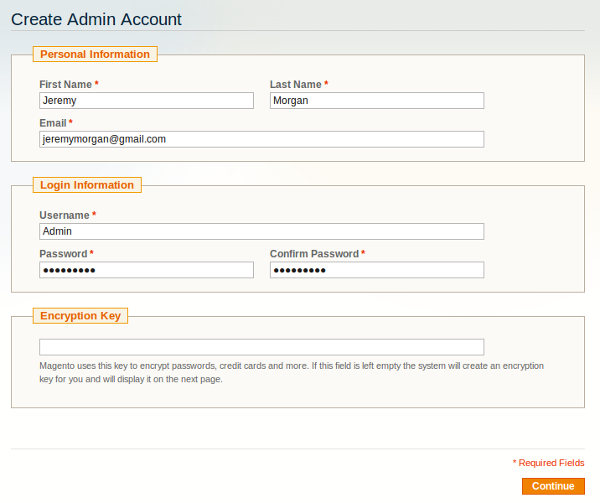 Create Admin Account
Personal Information
First Name * Last Name *
Jeremy Morgan
Email *
jeremymorgan@gmail.com
Login Information
Username *
Admin
Password * Confirm Password *
●●●●●●●●● ●●●●●●●●●
Encryption Key
Magento uses this key to encrypt passwords, credit cards and more. If this field is left empty the system will create an encryption
key for you and will display it on the next page.
* Required Fields
Continue